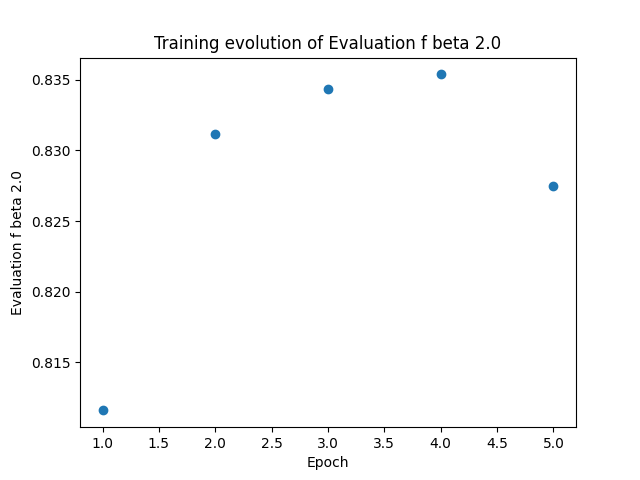 Training evolution of Evaluation f beta 2.0
0.835
0.830
0.825
0.820
0.815
Evaluation f beta 2.0
1.0 1.5 2.0 2.5 3.0 3.5 4.0 4.5 5.0
Epoch